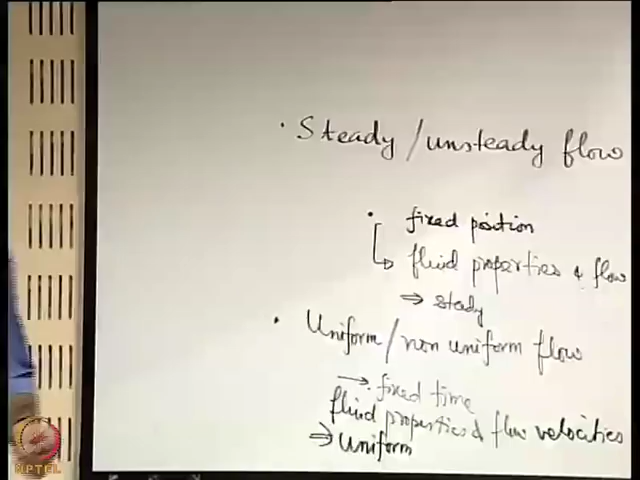 • Steady/unsteady flow
• fixed position
↳ fluid properties & flow
⇒ steady
• Uniform/non uniform flow
→ fixed time
fluid properties & flow velocities
⇒ Uniform
NPTEL